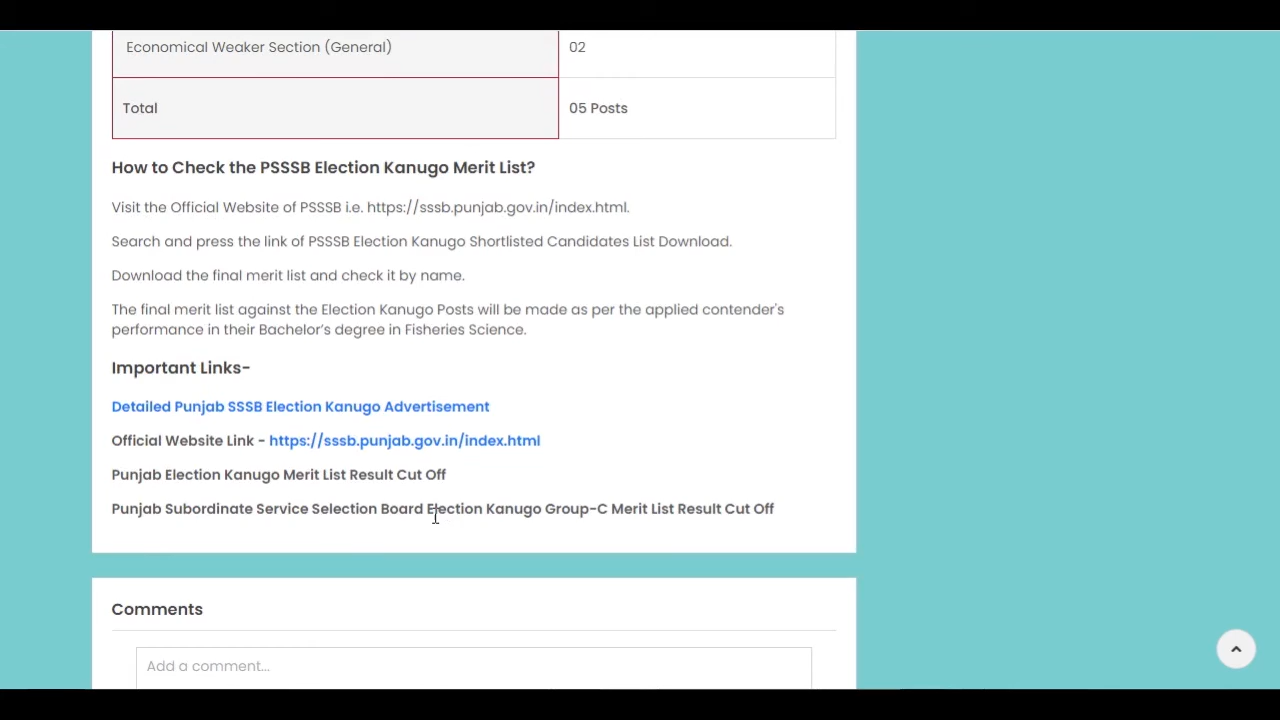 Economical Weaker Section (General) 02
Total 05 Posts
How to Check the PSSSB Election Kanugo Merit List?
Visit the Official Website of PSSSB i.e. https://sssb.punjab.gov.in/index.html.
Search and press the link of PSSSB Election Kanugo Shortlisted Candidates List Download.
Download the final merit list and check it by name.
The final merit list against the Election Kanugo Posts will be made as per the applied contender's
performance in their Bachelor’s degree in Fisheries Science.
Important Links-
Detailed Punjab SSSB Election Kanugo Advertisement
Official Website Link - https://sssb.punjab.gov.in/index.html
Punjab Election Kanugo Merit List Result Cut Off
Punjab Subordinate Service Selection Board Election Kanugo Group-C Merit List Result Cut Off
Comments
Add a comment...